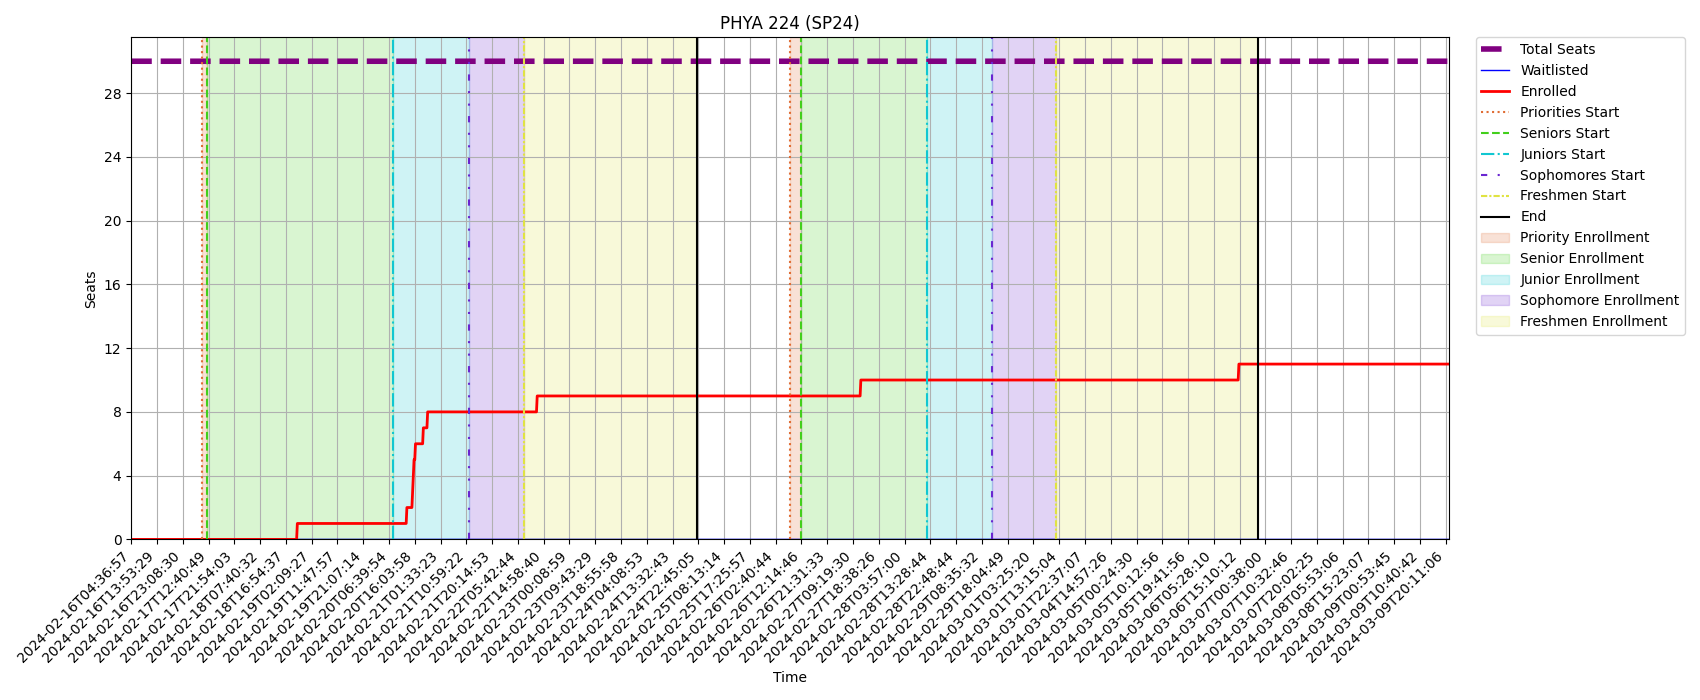 PHYA 224 (SP24)
Seats
28
24
20
16
12
8
4
0
2024-02-16T04:36:57
2024-02-16T13:53:29
2024-02-16T23:08:30
2024-02-17T12:40:49
2024-02-17T21:54:03
2024-02-18T07:40:32
2024-02-18T16:54:37
2024-02-19T02:09:27
2024-02-19T11:47:57
2024-02-19T21:07:14
2024-02-20T06:39:54
2024-02-20T16:03:58
2024-02-21T01:33:23
2024-02-21T10:59:22
2024-02-21T20:14:53
2024-02-22T05:42:44
2024-02-22T14:58:40
2024-02-23T00:08:59
2024-02-23T09:43:29
2024-02-23T18:55:58
2024-02-24T04:08:53
2024-02-24T13:32:43
2024-02-24T22:45:05
2024-02-25T08:13:14
2024-02-25T17:25:57
2024-02-26T02:40:44
2024-02-26T12:14:46
2024-02-26T21:31:33
2024-02-27T09:19:30
2024-02-27T18:38:26
2024-02-28T03:57:00
2024-02-28T13:28:44
2024-02-28T22:48:44
2024-02-29T08:35:32
2024-02-29T18:04:49
2024-03-01T03:25:20
2024-03-01T13:15:04
2024-03-01T22:37:07
2024-03-04T14:57:26
2024-03-05T00:24:30
2024-03-05T10:12:56
2024-03-05T19:41:56
2024-03-06T05:28:10
2024-03-06T15:10:12
2024-03-07T00:38:00
2024-03-07T10:32:46
2024-03-07T20:02:25
2024-03-08T05:53:06
2024-03-08T15:23:07
2024-03-09T00:53:45
2024-03-09T10:40:42
2024-03-09T20:11:06
Time
Total Seats
Waitlisted
Enrolled
Priorities Start
Seniors Start
Juniors Start
Sophomores Start
Freshmen Start
End
Priority Enrollment
Senior Enrollment
Junior Enrollment
Sophomore Enrollment
Freshmen Enrollment